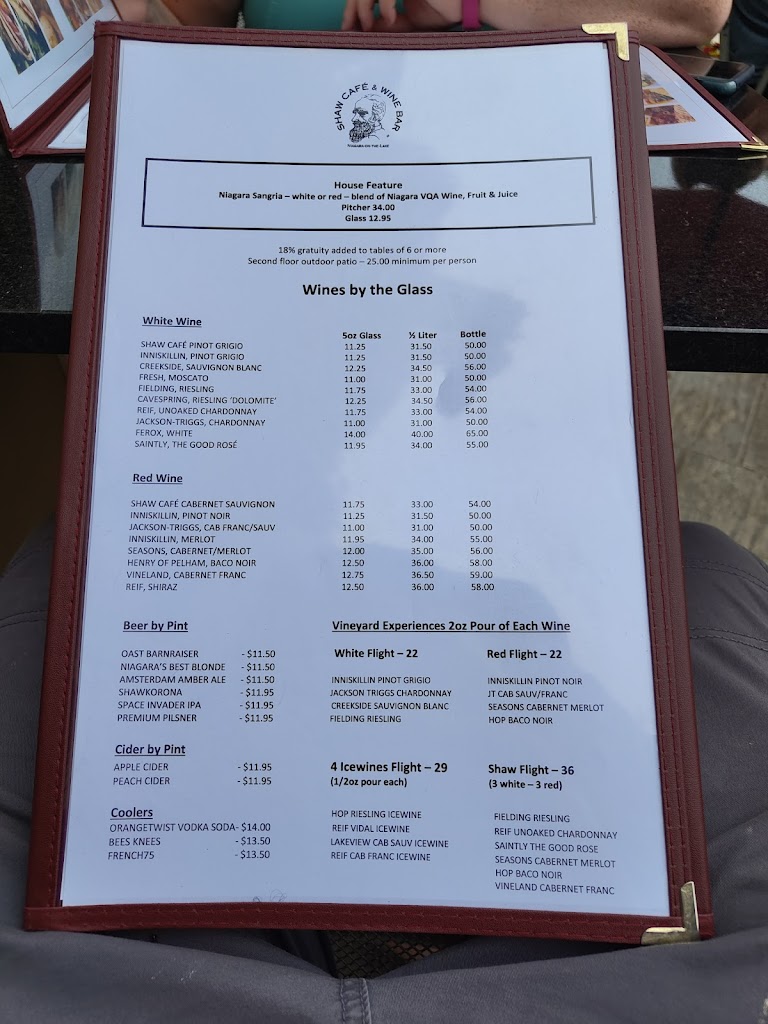 SHAW CAFÉ & WINE BAR
NIAGARA ON THE LAKE
House Feature
Niagara Sangria – white or red – blend of Niagara VQA Wine, Fruit & Juice
Pitcher 34.00
Glass 12.95
18% gratuity added to tables of 6 or more
Second floor outdoor patio – 25.00 minimum per person
Wines by the Glass
White Wine
5oz Glass ½ Liter Bottle
SHAW CAFÉ PINOT GRIGIO 11.25 31.50 50.00
INNISKILLIN, PINOT GRIGIO 11.25 31.50 50.00
CREEKSIDE, SAUVIGNON BLANC 12.25 34.50 56.00
FRESH, MOSCATO 11.00 31.00 50.00
FIELDING, RIESLING 11.75 33.00 54.00
CAVESPRING, RIESLING ‘DOLOMITE’ 12.25 34.50 56.00
REIF, UNOAKED CHARDONNAY 11.75 33.00 54.00
JACKSON-TRIGGS, CHARDONNAY 11.00 31.00 50.00
FEROX, WHITE 14.00 40.00 65.00
SAINTLY, THE GOOD ROSÉ 11.95 34.00 55.00
Red Wine
SHAW CAFÉ CABERNET SAUVIGNON 11.75 33.00 54.00
INNISKILLIN, PINOT NOIR 11.25 31.50 50.00
JACKSON-TRIGGS, CAB FRANC/SAUV 11.00 31.00 50.00
INNISKILLIN, MERLOT 11.95 34.00 55.00
SEASONS, CABERNET/MERLOT 12.00 35.00 56.00
HENRY OF PELHAM, BACO NOIR 12.50 36.00 58.00
VINELAND, CABERNET FRANC 12.75 36.50 59.00
REIF, SHIRAZ 12.50 36.00 58.00
Beer by Pint
OAST BARNRAISER - $11.50
NIAGARA'S BEST BLONDE - $11.50
AMSTERDAM AMBER ALE - $11.50
SHAWKORONA - $11.95
SPACE INVADER IPA - $11.95
PREMIUM PILSNER - $11.95
Cider by Pint
APPLE CIDER - $11.95
PEACH CIDER - $11.95
Coolers
ORANGETWIST VODKA SODA- $14.00
BEES KNEES - $13.50
FRENCH75 - $13.50
Vineyard Experiences 2oz Pour of Each Wine
White Flight – 22
INNISKILLIN PINOT GRIGIO
JACKSON TRIGGS CHARDONNAY
CREEKSIDE SAUVIGNON BLANC
FIELDING RIESLING
Red Flight – 22
INNISKILLIN PINOT NOIR
JT CAB SAUV/FRANC
SEASONS CABERNET MERLOT
HOP BACO NOIR
4 Icewines Flight – 29
(1/2oz pour each)
HOP RIESLING ICEWINE
REIF VIDAL ICEWINE
LAKEVIEW CAB SAUV ICEWINE
REIF CAB FRANC ICEWINE
Shaw Flight – 36
(3 white – 3 red)
FIELDING RIESLING
REIF UNOAKED CHARDONNAY
SAINTLY THE GOOD ROSE
SEASONS CABERNET MERLOT
HOP BACO NOIR
VINELAND CABERNET FRANC